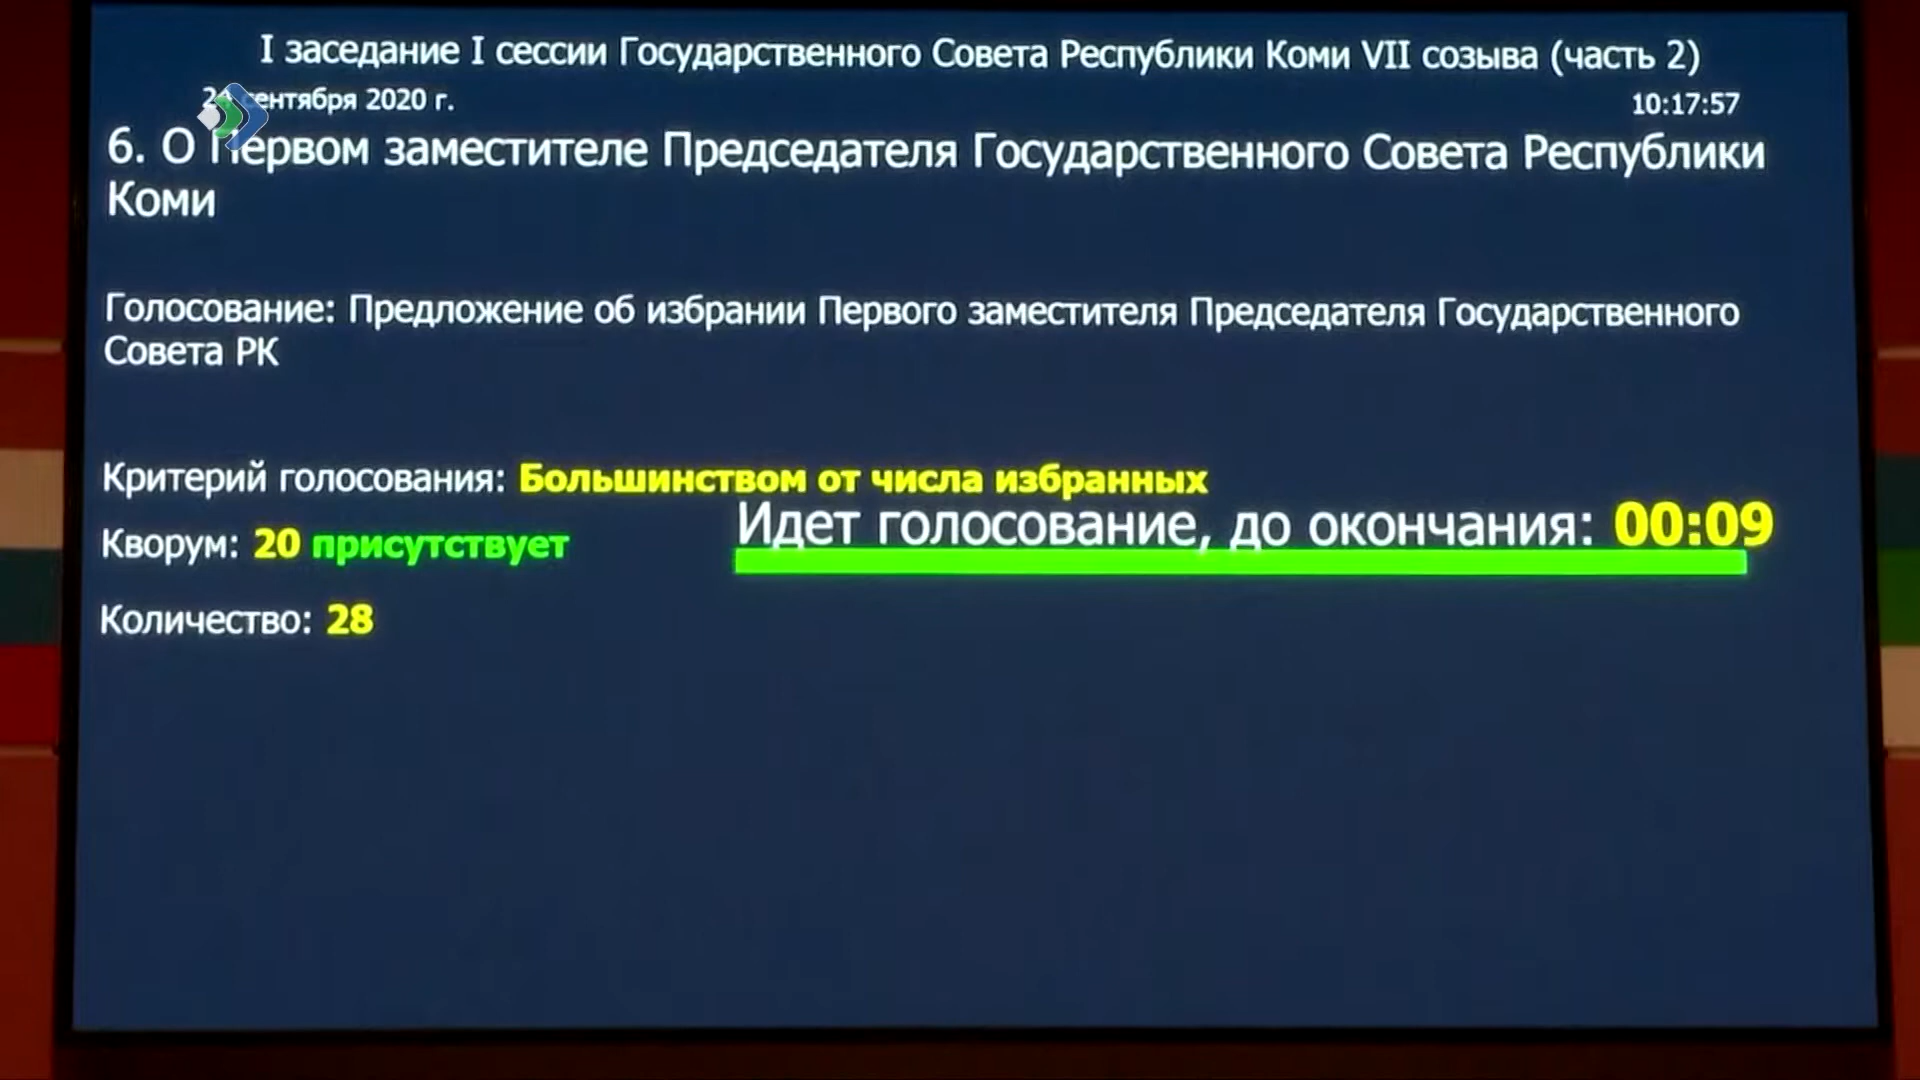 I заседание I сессии Государственного Совета Республики Коми VII созыва (часть 2)
сентября 2020 г.
10:17:57
6. О Первом заместителе Председателя Государственного Совета Республики
Коми
Голосование: Предложение об избрании Первого заместителя Председателя Государственного
Совета РК
Критерий голосования: Большинством от числа избранных
Идет голосование, до окончания: 00:09
Кворум: 20 присутствует
Количество: 28